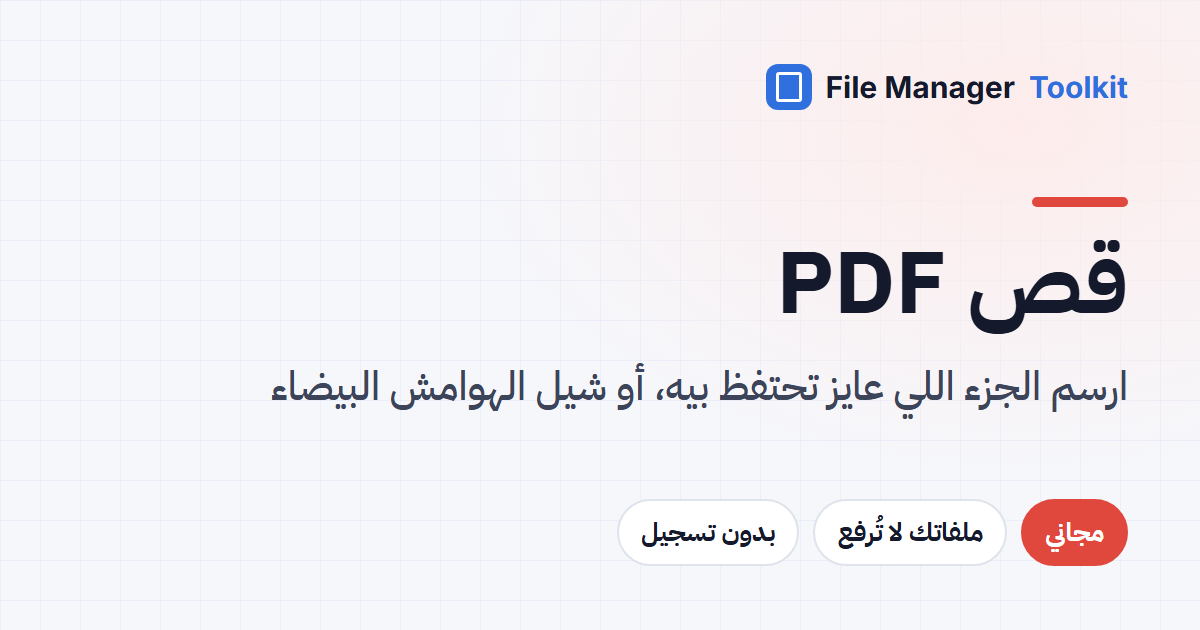 File Manager Toolkit
قص PDF
ارسم الجزء اللي عايز تحتفظ بيه، أو شيل الهوامش البيضاء
مجاني
ملفاتك لا تُرفع
بدون تسجيل